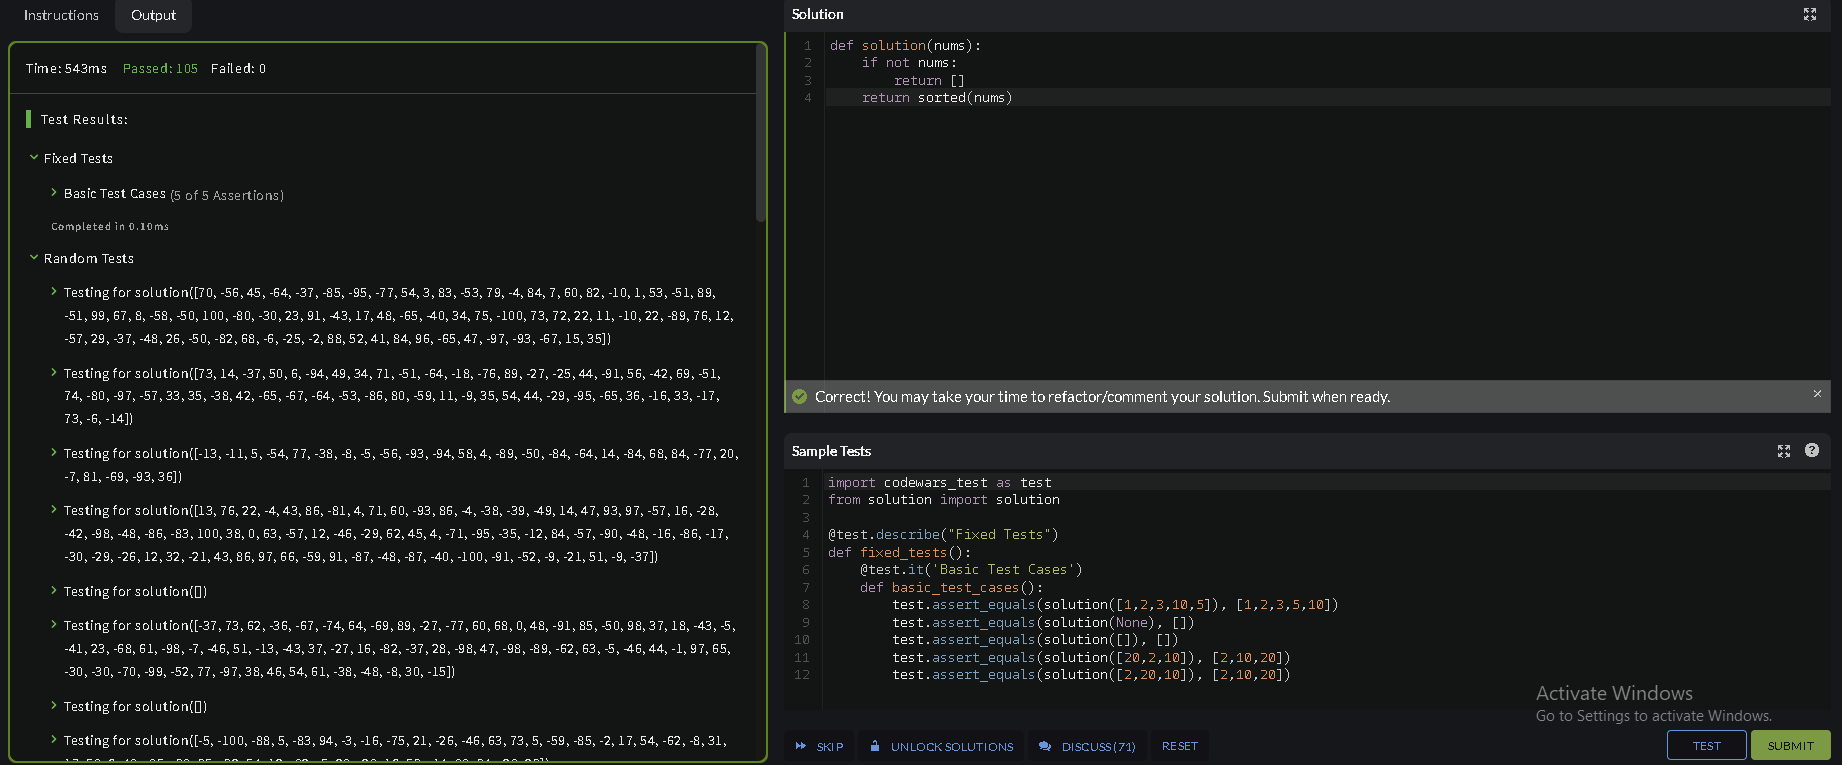 Instructions Output
Time: 543ms Passed: 105 Failed: 0
Test Results:
Fixed Tests
Basic Test Cases (5 of 5 Assertions)
Completed in 0.10ms
Random Tests
Testing for solution([70, -56, 45, -64, -37, -85, -95, -77, 54, 3, 83, -53, 79, -4, 84, 7, 60, 82, -10, 1, 53, -51, 89,
-51, 99, 67, 8, -58, -50, 100, -80, -30, 23, 91, -43, 17, 48, -65, -40, 34, 75, -100, 73, 72, 22, 11, -10, 22, -89, 76, 12,
-57, 29, -37, -48, 26, -50, -82, 68, -6, -25, -2, 88, 52, 41, 84, 96, -65, 47, -97, -93, -67, 15, 35])
Testing for solution([73, 14, -37, 50, 6, -94, 49, 34, 71, -51, -64, -18, -76, 89, -27, -25, 44, -91, 56, -42, 69, -51,
74, -80, -97, -57, 33, 35, -38, 42, -65, -67, -64, -53, -86, 80, -59, 11, -9, 35, 54, 44, -29, -95, -65, 36, -16, 33, -17,
73, -6, -14])
Testing for solution([-13, -11, 5, -54, 77, -38, -8, -5, -56, -93, -94, 58, 4, -89, -50, -84, -64, 14, -84, 68, 84, -77, 20,
-7, 81, -69, -93, 36])
Testing for solution([13, 76, 22, -4, 43, 86, -81, 4, 71, 60, -93, 86, -4, -38, -39, -49, 14, 47, 93, 97, -57, 16, -28,
-42, -98, -48, -86, -83, 100, 38, 0, 63, -57, 12, -46, -29, 62, 45, 4, -71, -95, -35, -12, 84, -57, -90, -48, -16, -86, -17,
-30, -29, -26, 12, 32, -21, 43, 86, 97, 66, -59, 91, -87, -48, -87, -40, -100, -91, -52, -9, -21, 51, -9, -37])
Testing for solution([])
Testing for solution([-37, 73, 62, -36, -67, -74, 64, -69, 89, -27, -77, 60, 68, 0, 48, -91, 85, -50, 98, 37, 18, -43, -5,
-41, 23, -68, 61, -98, -7, -46, 51, -13, -43, 37, -27, 16, -82, -37, 28, -98, 47, -98, -89, -62, 63, -5, -46, 44, -1, 97, 65,
-30, -30, -70, -99, -52, 77, -97, 38, 46, 54, 61, -38, -48, -8, 30, -15])
Testing for solution([])
Testing for solution([-5, -100, -88, 5, -83, 94, -3, -16, -75, 21, -26, -46, 63, 73, 5, -59, -85, -2, 17, 54, -62, -8, 31,
Solution
1 def solution(nums):
2 if not nums:
3 return []
4 return sorted(nums)
Correct! You may take your time to refactor/comment your solution. Submit when ready.
Sample Tests
1 import codewars_test as test
2 from solution import solution
3
4 @test.describe("Fixed Tests")
5 def fixed_tests():
6 @test.it('Basic Test Cases')
7 def basic_test_cases():
8 test.assert_equals(solution([1,2,3,10,5]), [1,2,3,5,10])
9 test.assert_equals(solution(None), [])
10 test.assert_equals(solution([]), [])
11 test.assert_equals(solution([20,2,10]), [2,10,20])
12 test.assert_equals(solution([2,20,10]), [2,10,20])
Activate Windows
Go to Settings to activate Windows.
SKIP UNLOCK SOLUTIONS DISCUSS (71) RESET TEST SUBMIT